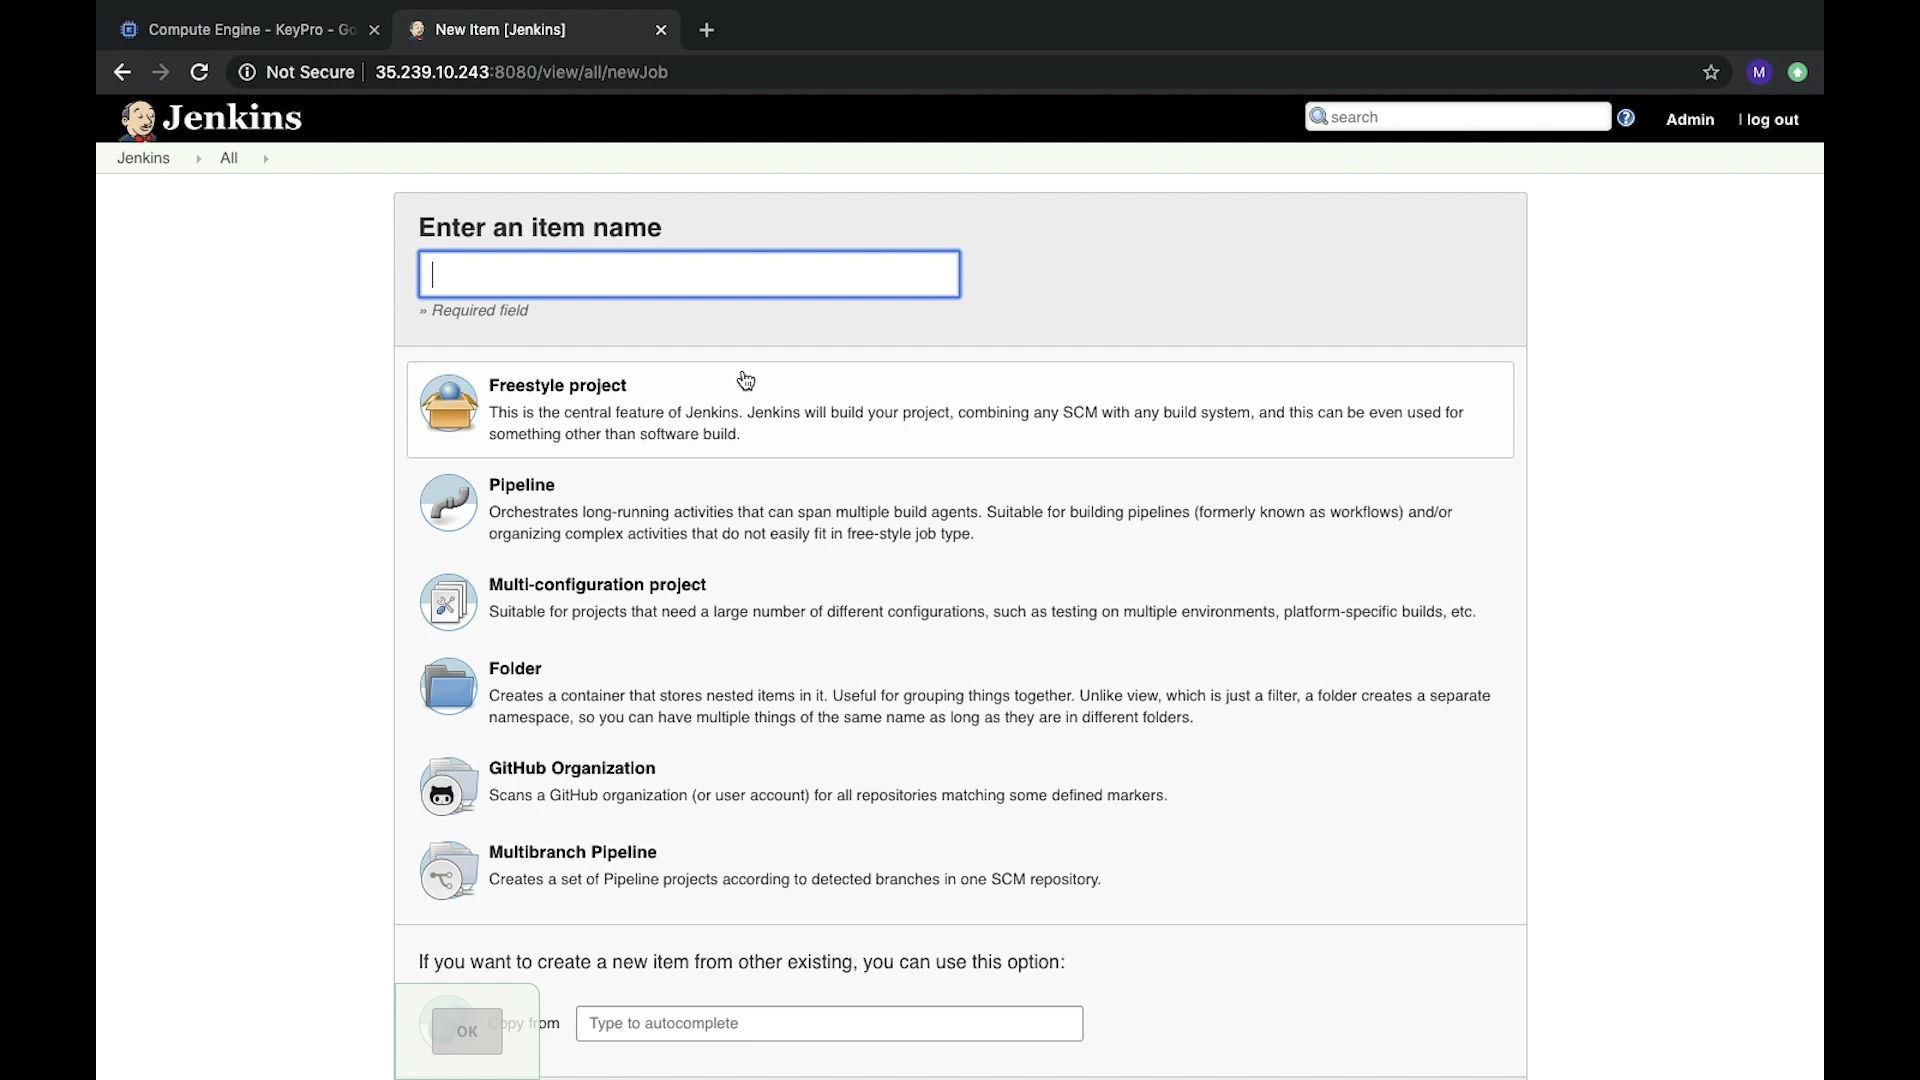 Compute Engine - KeyPro - Go
New Item [Jenkins]
Not Secure
35.239.10.243:8080/view/all/newJob
M
Jenkins
search
Admin
log out
Jenkins
All
Enter an item name
» Required field
Freestyle project
This is the central feature of Jenkins. Jenkins will build your project, combining any SCM with any build system, and this can be even used for
something other than software build.
Pipeline
Orchestrates long-running activities that can span multiple build agents. Suitable for building pipelines (formerly known as workflows) and/or
organizing complex activities that do not easily fit in free-style job type.
Multi-configuration project
Suitable for projects that need a large number of different configurations, such as testing on multiple environments, platform-specific builds, etc.
Folder
Creates a container that stores nested items in it. Useful for grouping things together. Unlike view, which is just a filter, a folder creates a separate
namespace, so you can have multiple things of the same name as long as they are in different folders.
GitHub Organization
Scans a GitHub organization (or user account) for all repositories matching some defined markers.
Multibranch Pipeline
Creates a set of Pipeline projects according to detected branches in one SCM repository.
If you want to create a new item from other existing, you can use this option:
OK
Copy from
Type to autocomplete